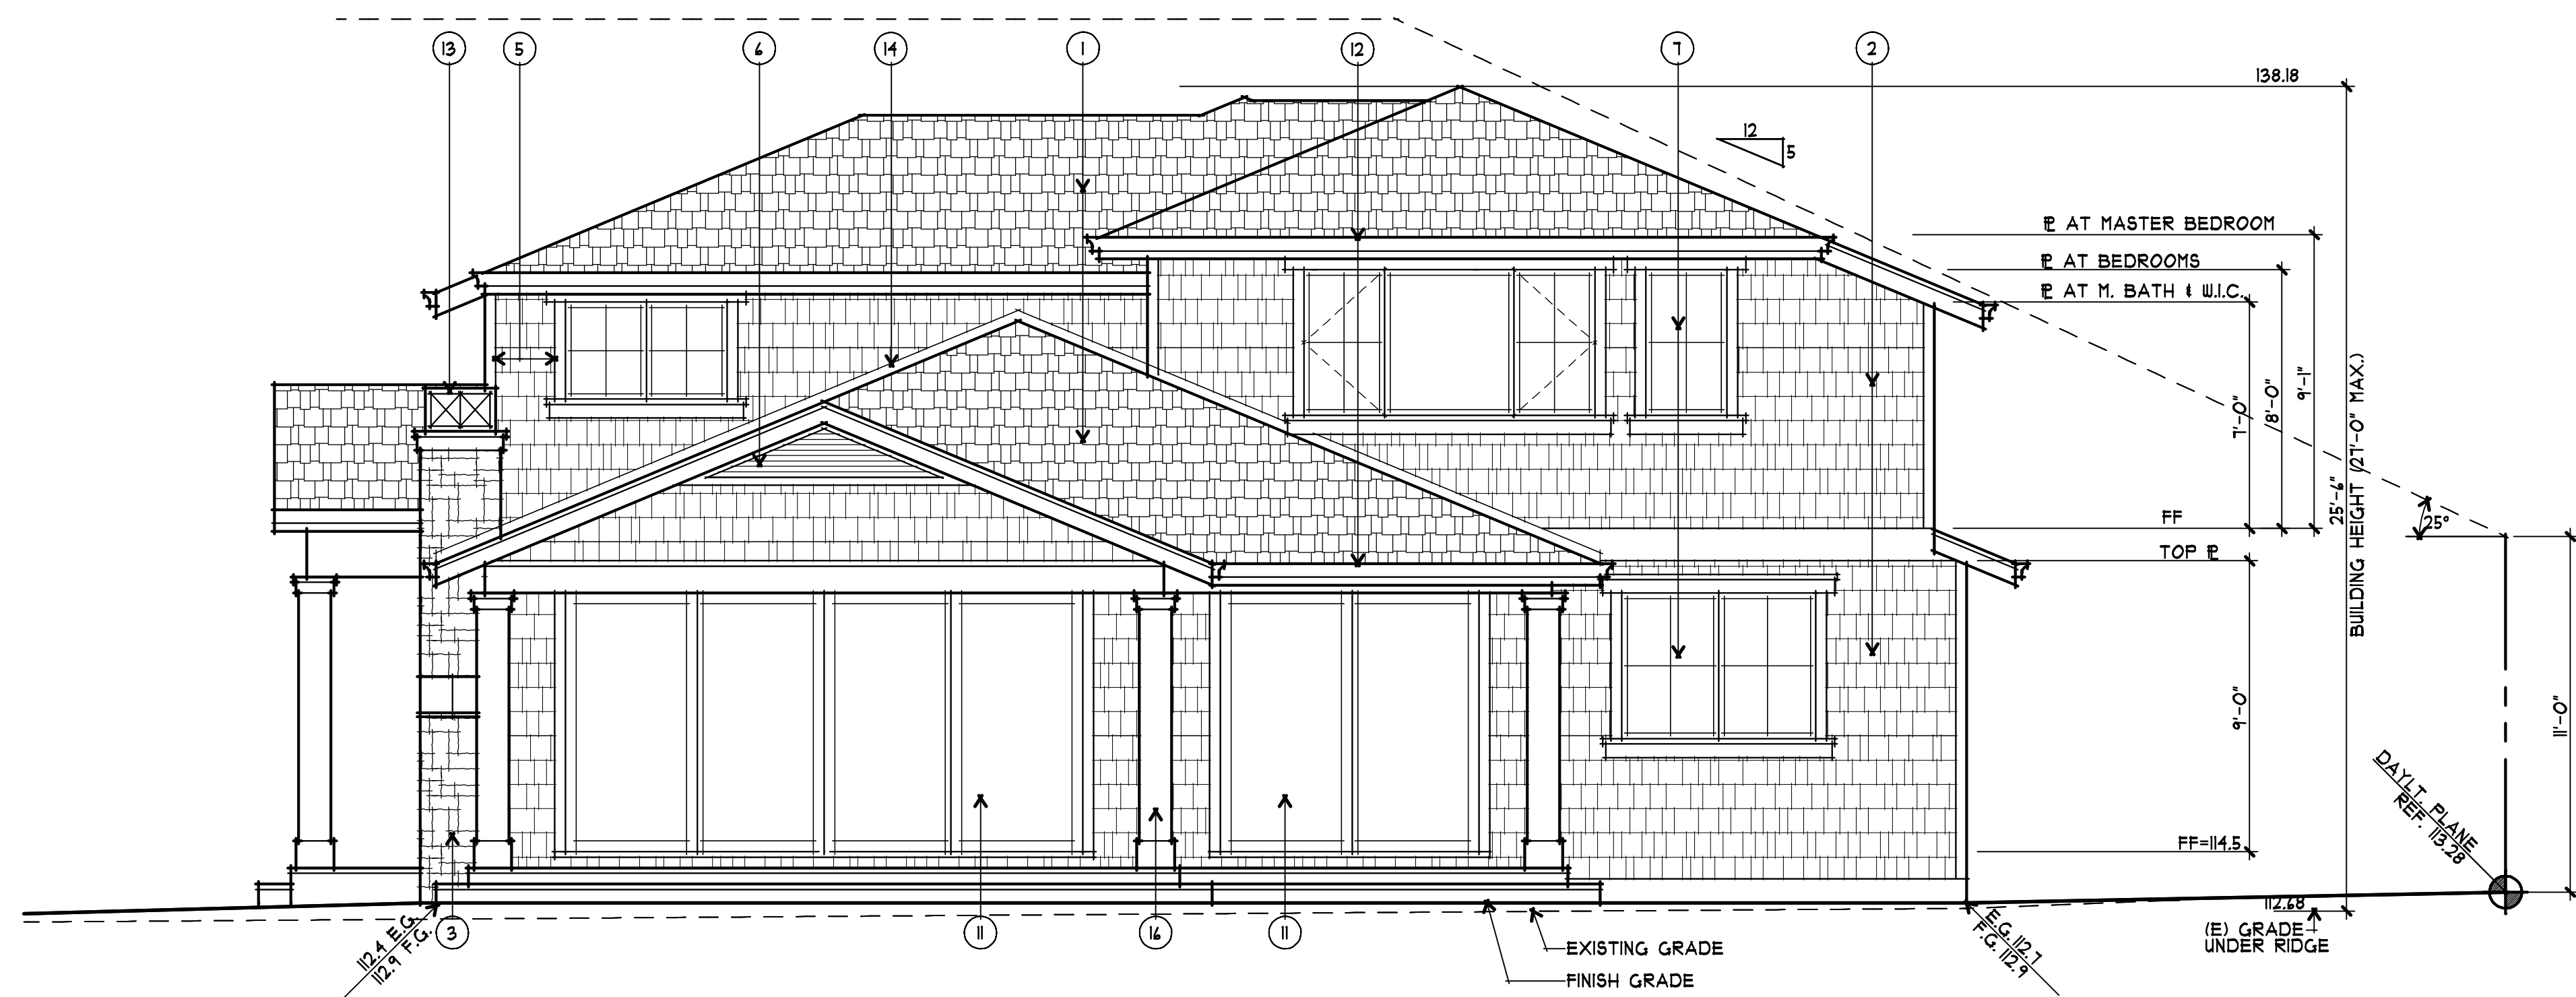 13
5
6
14
1
12
7
2
138.18
12
5
℄ AT MASTER BEDROOM
℄ AT BEDROOMS
℄ AT M. BATH & W.I.C.
7'-0"
8'-0"
9'-1"
25'-6"
BUILDING HEIGHT (27'-0" MAX.)
FF
25°
TOP ℄
9'-0"
11'-0"
DAYLT. PLANE
REF. 113.28
FF=114.5
112.68
(E) GRADE
UNDER RIDGE
112.4 E.G.
112.9 F.G.
3
11
16
11
EXISTING GRADE
FINISH GRADE
E.G. 112.7
F.G. 112.9